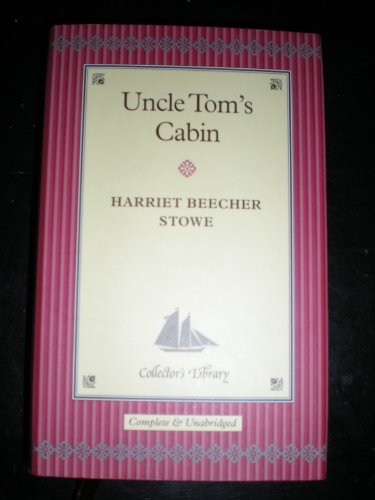 Uncle Tom's
Cabin
HARRIET BEECHER
STOWE
Collector's Library
Complete & Unabridged